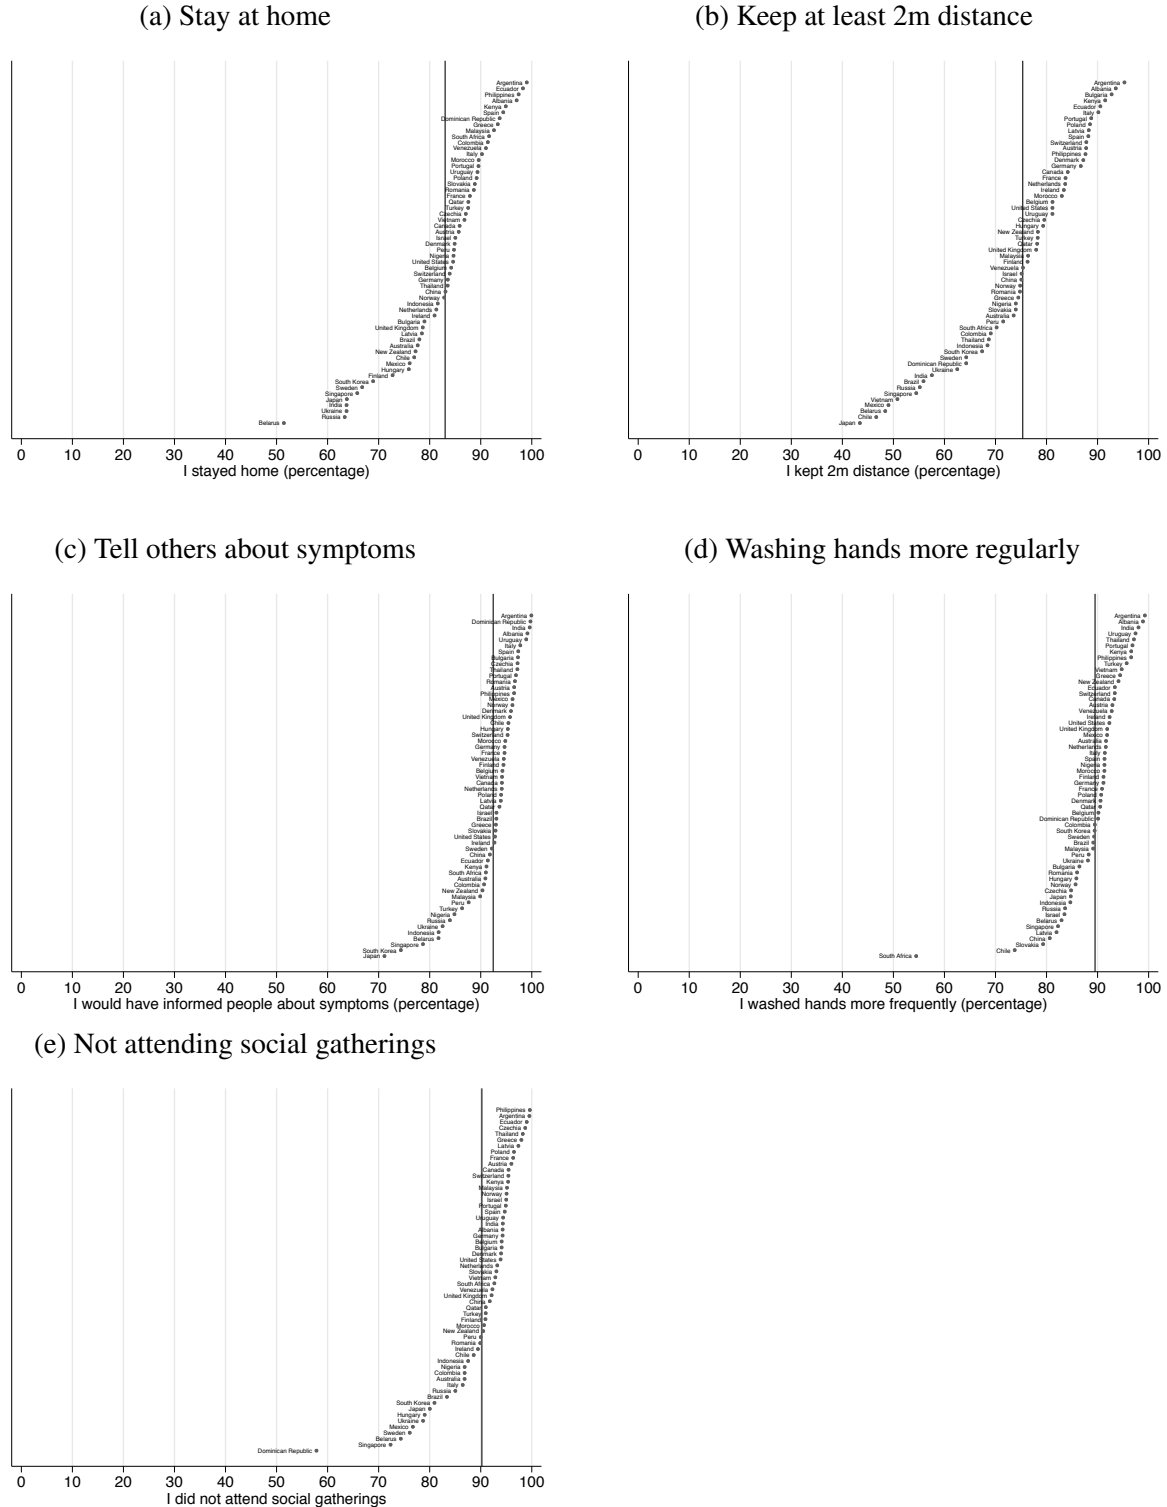 (a) Stay at home
Argentina
Ecuador
Philippines
Albania
Kenya
Spain
Dominican Republic
Greece
Malaysia
South Africa
Colombia
Venezuela
Italy
Morocco
Portugal
Uruguay
Poland
Slovakia
Romania
France
Qatar
Turkey
Czechia
Vietnam
Canada
Austria
Israel
Denmark
Peru
Nigeria
United States
Belgium
Switzerland
Germany
Thailand
China
Norway
Indonesia
Netherlands
Ireland
Bulgaria
United Kingdom
Latvia
Brazil
Australia
New Zealand
Chile
Mexico
Hungary
Finland
South Korea
Sweden
Singapore
Japan
India
Ukraine
Russia
Belarus
0 10 20 30 40 50 60 70 80 90 100
I stayed home (percentage)
(b) Keep at least 2m distance
Argentina
Albania
Bulgaria
Kenya
Ecuador
Italy
Portugal
Poland
Latvia
Spain
Switzerland
Austria
Philippines
Denmark
Germany
Canada
France
Netherlands
Ireland
Morocco
Belgium
United States
Uruguay
Czechia
Hungary
New Zealand
Turkey
Qatar
United Kingdom
Malaysia
Finland
Venezuela
Israel
China
Norway
Romania
Greece
Nigeria
Slovakia
Australia
Peru
South Africa
Colombia
Thailand
Indonesia
South Korea
Sweden
Dominican Republic
Ukraine
India
Brazil
Russia
Singapore
Vietnam
Mexico
Belarus
Chile
Japan
0 10 20 30 40 50 60 70 80 90 100
I kept 2m distance (percentage)
(c) Tell others about symptoms
Argentina
Dominican Republic
India
Albania
Uruguay
Italy
Spain
Bulgaria
Czechia
Thailand
Portugal
Romania
Austria
Philippines
Mexico
Norway
Denmark
United Kingdom
Chile
Hungary
Switzerland
Morocco
Germany
France
Venezuela
Finland
Belgium
Vietnam
Canada
Netherlands
Poland
Latvia
Qatar
Israel
Brazil
Greece
Slovakia
United States
Ireland
Sweden
China
Ecuador
Kenya
South Africa
Australia
Colombia
New Zealand
Malaysia
Peru
Turkey
Nigeria
Russia
Ukraine
Indonesia
Belarus
Singapore
South Korea
Japan
0 10 20 30 40 50 60 70 80 90 100
I would have informed people about symptoms (percentage)
(d) Washing hands more regularly
Argentina
Albania
India
Uruguay
Thailand
Portugal
Kenya
Philippines
Turkey
Vietnam
Greece
New Zealand
Ecuador
Switzerland
Canada
Austria
Venezuela
Ireland
United States
United Kingdom
Mexico
Australia
Netherlands
Italy
Spain
Nigeria
Morocco
Finland
Germany
France
Poland
Denmark
Qatar
Belgium
Dominican Republic
Colombia
South Korea
Sweden
Brazil
Malaysia
Peru
Ukraine
Bulgaria
Romania
Hungary
Norway
Czechia
Japan
Indonesia
Russia
Israel
Belarus
Singapore
Latvia
China
Slovakia
Chile
South Africa
0 10 20 30 40 50 60 70 80 90 100
I washed hands more frequently (percentage)
(e) Not attending social gatherings
Philippines
Argentina
Ecuador
Czechia
Thailand
Greece
Latvia
Poland
France
Austria
Canada
Switzerland
Kenya
Malaysia
Norway
Israel
Portugal
Spain
Uruguay
India
Albania
Germany
Belgium
Bulgaria
Denmark
United States
Netherlands
Slovakia
Vietnam
South Africa
Venezuela
United Kingdom
China
Qatar
Turkey
Finland
Morocco
New Zealand
Peru
Romania
Ireland
Chile
Indonesia
Nigeria
Colombia
Australia
Italy
Russia
Brazil
South Korea
Japan
Hungary
Ukraine
Mexico
Sweden
Belarus
Singapore
Dominican Republic
0 10 20 30 40 50 60 70 80 90 100
I did not attend social gatherings